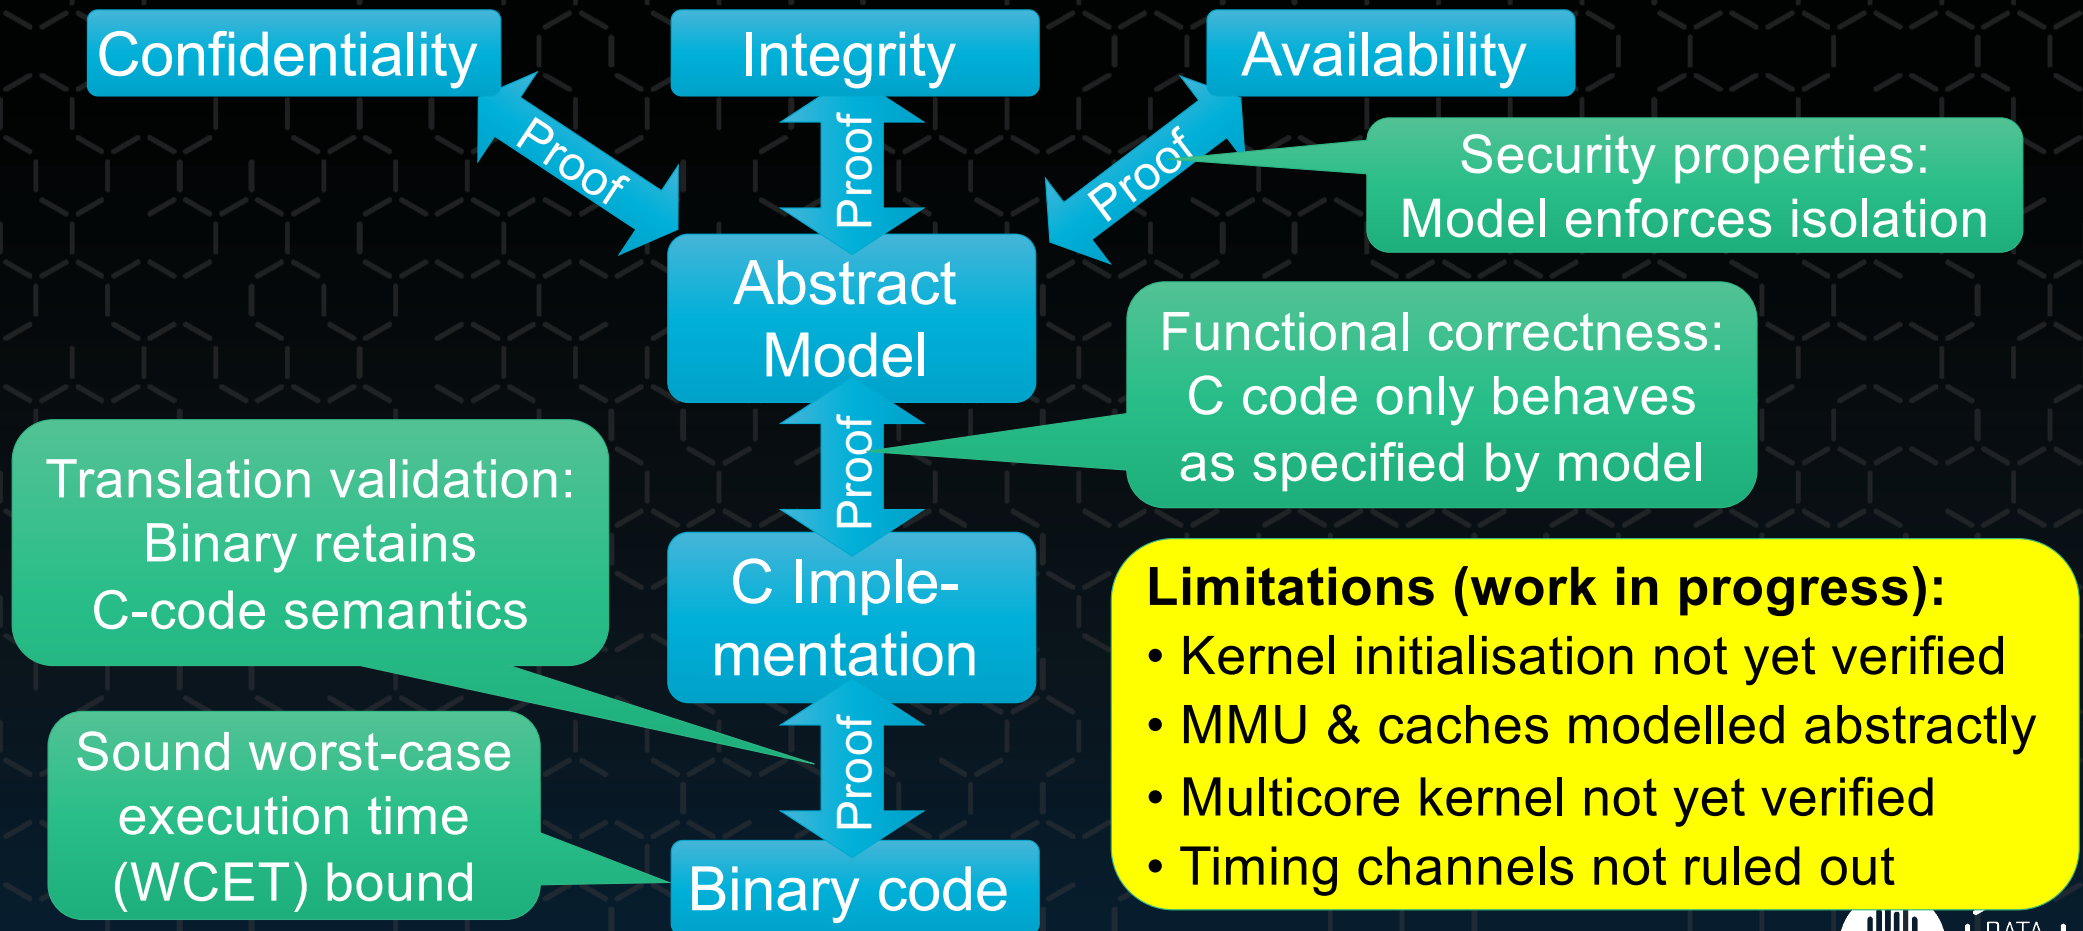 Confidentiality
Integrity
Availability
Proof
Proof
Proof
Security properties:
Model enforces isolation
Abstract
Model
Functional correctness:
C code only behaves
as specified by model
Proof
Translation validation:
Binary retains
C-code semantics
C Imple-
mentation
Limitations (work in progress):
• Kernel initialisation not yet verified
• MMU & caches modelled abstractly
• Multicore kernel not yet verified
• Timing channels not ruled out
Proof
Sound worst-case
execution time
(WCET) bound
Binary code
DATA